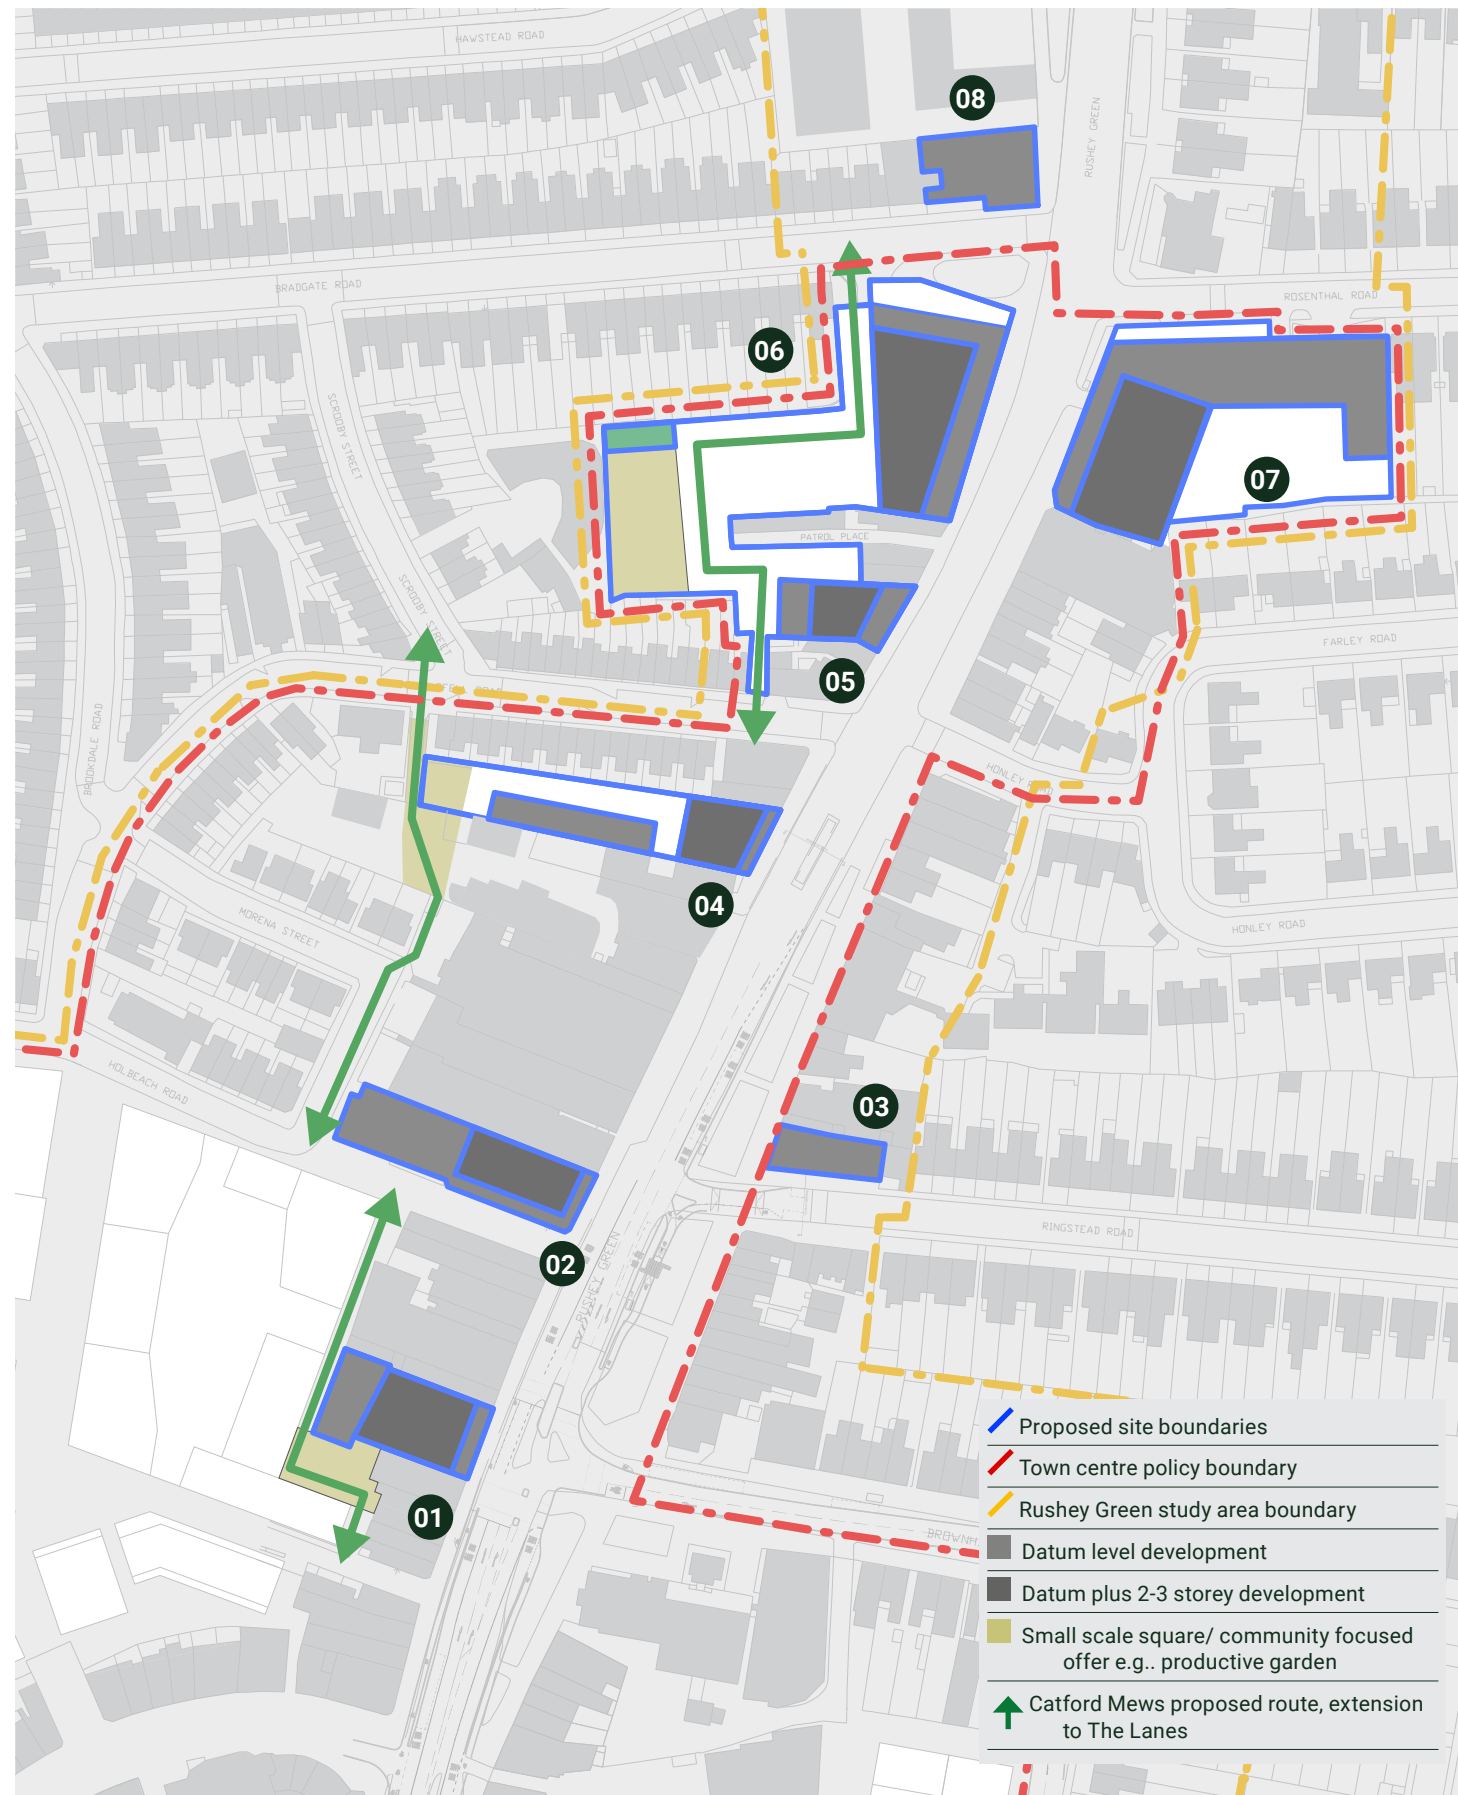 HAWSTEAD ROAD
08
RUSHEY GREEN
BRADGATE ROAD
ROSENTHAL ROAD
06
SCROOBY STREET
07
PATROL PLACE
SCROOBY STREET
FARLEY ROAD
05
ROAD
BROOKDALE ROAD
HONLEY
04
MORENA STREET
HONLEY ROAD
HOLBEACH ROAD
03
RINGSTEAD ROAD
02
RUSHEY GREEN
01
BROWNH
Proposed site boundaries
Town centre policy boundary
Rushey Green study area boundary
Datum level development
Datum plus 2-3 storey development
Small scale square/ community focused
offer e.g.. productive garden
Catford Mews proposed route, extension
to The Lanes